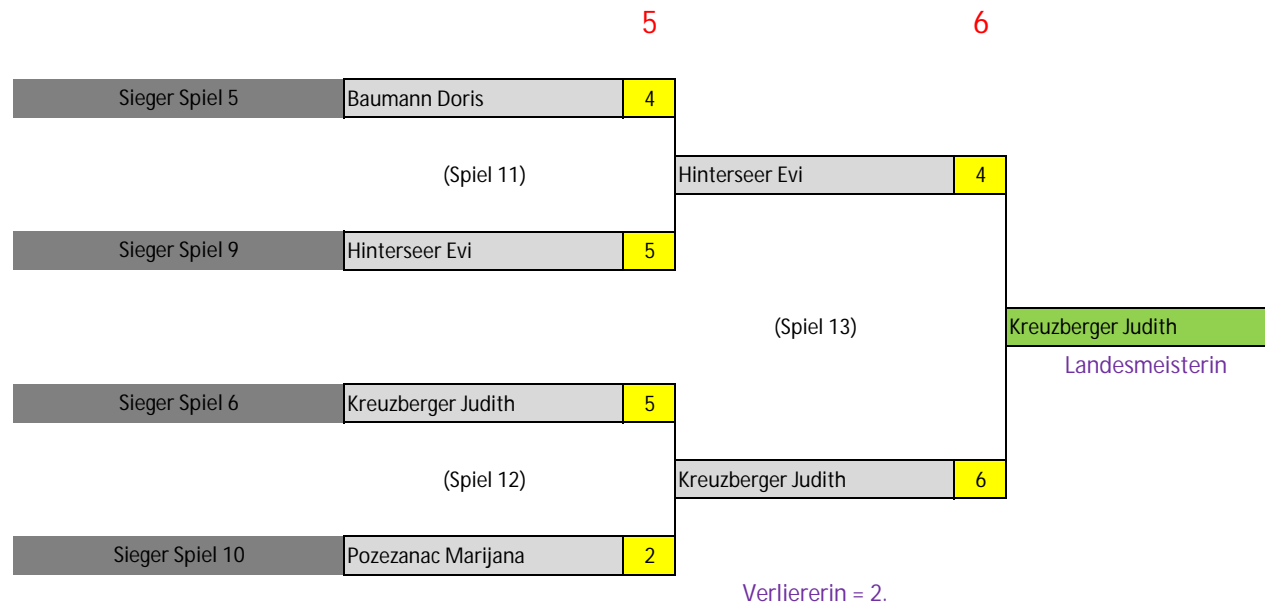 5 6
Sieger Spiel 5 Baumann Doris 4
(Spiel 11) Hinterseer Evi 4
Sieger Spiel 9 Hinterseer Evi 5
(Spiel 13) Kreuzberger Judith
Landesmeisterin
Sieger Spiel 6 Kreuzberger Judith 5
(Spiel 12) Kreuzberger Judith 6
Sieger Spiel 10 Pozezanac Marijana 2
Verliererin = 2.